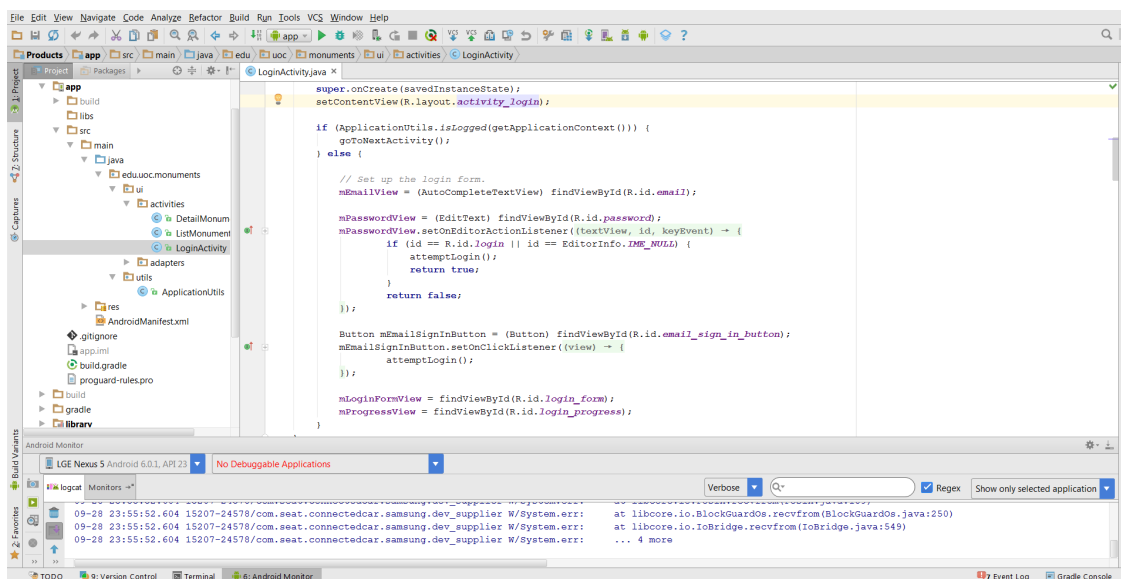 File Edit View Navigate Code Analyze Refactor Build Run Tools VCS Window Help
app
Products app src main java edu uoc monuments ui activities LoginActivity
1: Project
Project Packages
LoginActivity.java
app
build
libs
src
main
java
edu.uoc.monuments
ui
activities
DetailMonum
ListMonument
LoginActivity
adapters
utils
ApplicationUtils
res
AndroidManifest.xml
.gitignore
app.iml
build.gradle
proguard-rules.pro
build
gradle
library
7: Structure
Captures
Build Variants
2: Favorites
super.onCreate(savedInstanceState);
setContentView(R.layout.activity_login);
if (ApplicationUtils.isLogged(getApplicationContext())) {
goToNextActivity();
} else {
// Set up the login form.
mEmailView = (AutoCompleteTextView) findViewById(R.id.email);
mPasswordView = (EditText) findViewById(R.id.password);
mPasswordView.setOnEditorActionListener((textView, id, keyEvent) → {
if (id == R.id.login || id == EditorInfo.IME_NULL) {
attemptLogin();
return true;
}
return false;
});
Button mEmailSignInButton = (Button) findViewById(R.id.email_sign_in_button);
mEmailSignInButton.setOnClickListener((view) → {
attemptLogin();
});
mLoginFormView = findViewById(R.id.login_form);
mProgressView = findViewById(R.id.login_progress);
}
Android Monitor
LGE Nexus 5 Android 6.0.1, API 23 No Debuggable Applications
logcat Monitors Verbose Regex Show only selected application
09-28 23:55:52.604 15207-24578/com.seat.connectedcar.samsung.dev_supplier W/System.err: at libcore.io.BlockGuardOs.recvfrom(BlockGuardOs.java:250)
09-28 23:55:52.604 15207-24578/com.seat.connectedcar.samsung.dev_supplier W/System.err: at libcore.io.IoBridge.recvfrom(IoBridge.java:549)
09-28 23:55:52.604 15207-24578/com.seat.connectedcar.samsung.dev_supplier W/System.err: ... 4 more
TODO 9: Version Control Terminal 6: Android Monitor 7 Event Log Gradle Console